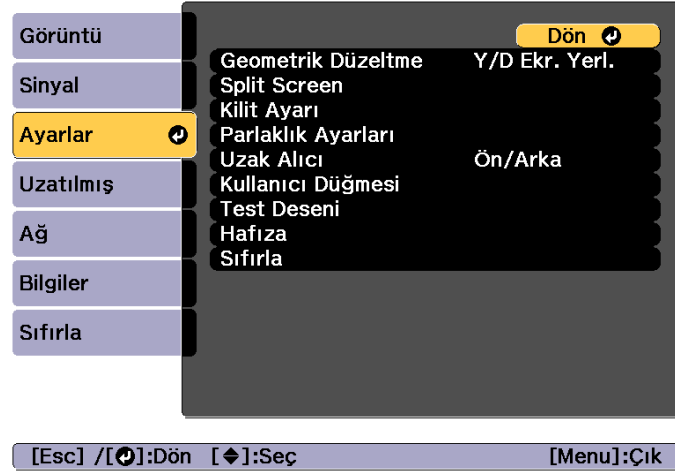 Görüntü
Sinyal
Ayarlar
Uzatılmış
Ağ
Bilgiler
Sıfırla
Dön
Geometrik Düzeltme Y/D Ekr. Yerl.
Split Screen
Kilit Ayarı
Parlaklık Ayarları
Uzak Alıcı Ön/Arka
Kullanıcı Düğmesi
Test Deseni
Hafıza
Sıfırla
[Esc] /[⏎]:Dön [◆]:Seç [Menu]:Çık